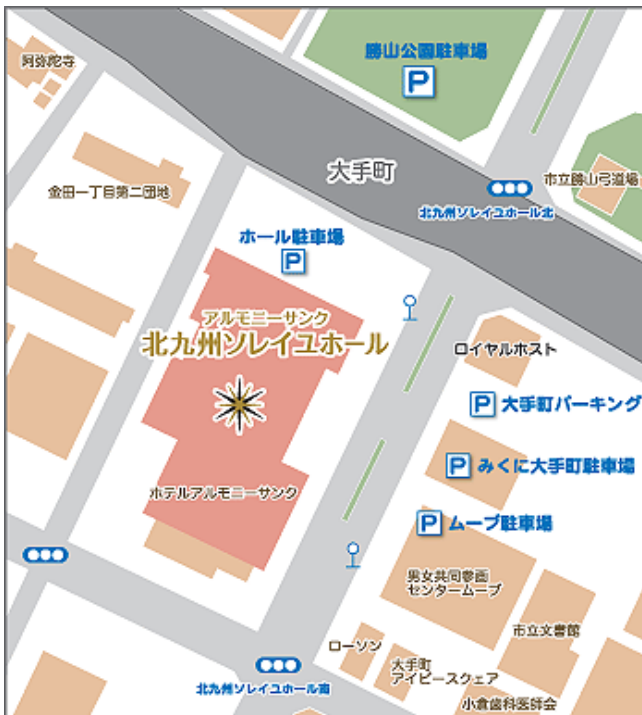 勝山公園駐車場
P
阿弥陀寺
大手町
金田一丁目第二団地
市立勝山弓道場
北九州ソレイユホール北
ホール駐車場
P
アルモニーサンク
北九州ソレイユホール
ロイヤルホスト
P 大手町パーキング
P みくに大手町駐車場
ホテルアルモニーサンク
P ムーブ駐車場
男女共同参画
センタームーブ
市立文書館
ローソン
大手町
アイピースクェア
北九州ソレイユホール南
小倉歯科医師会